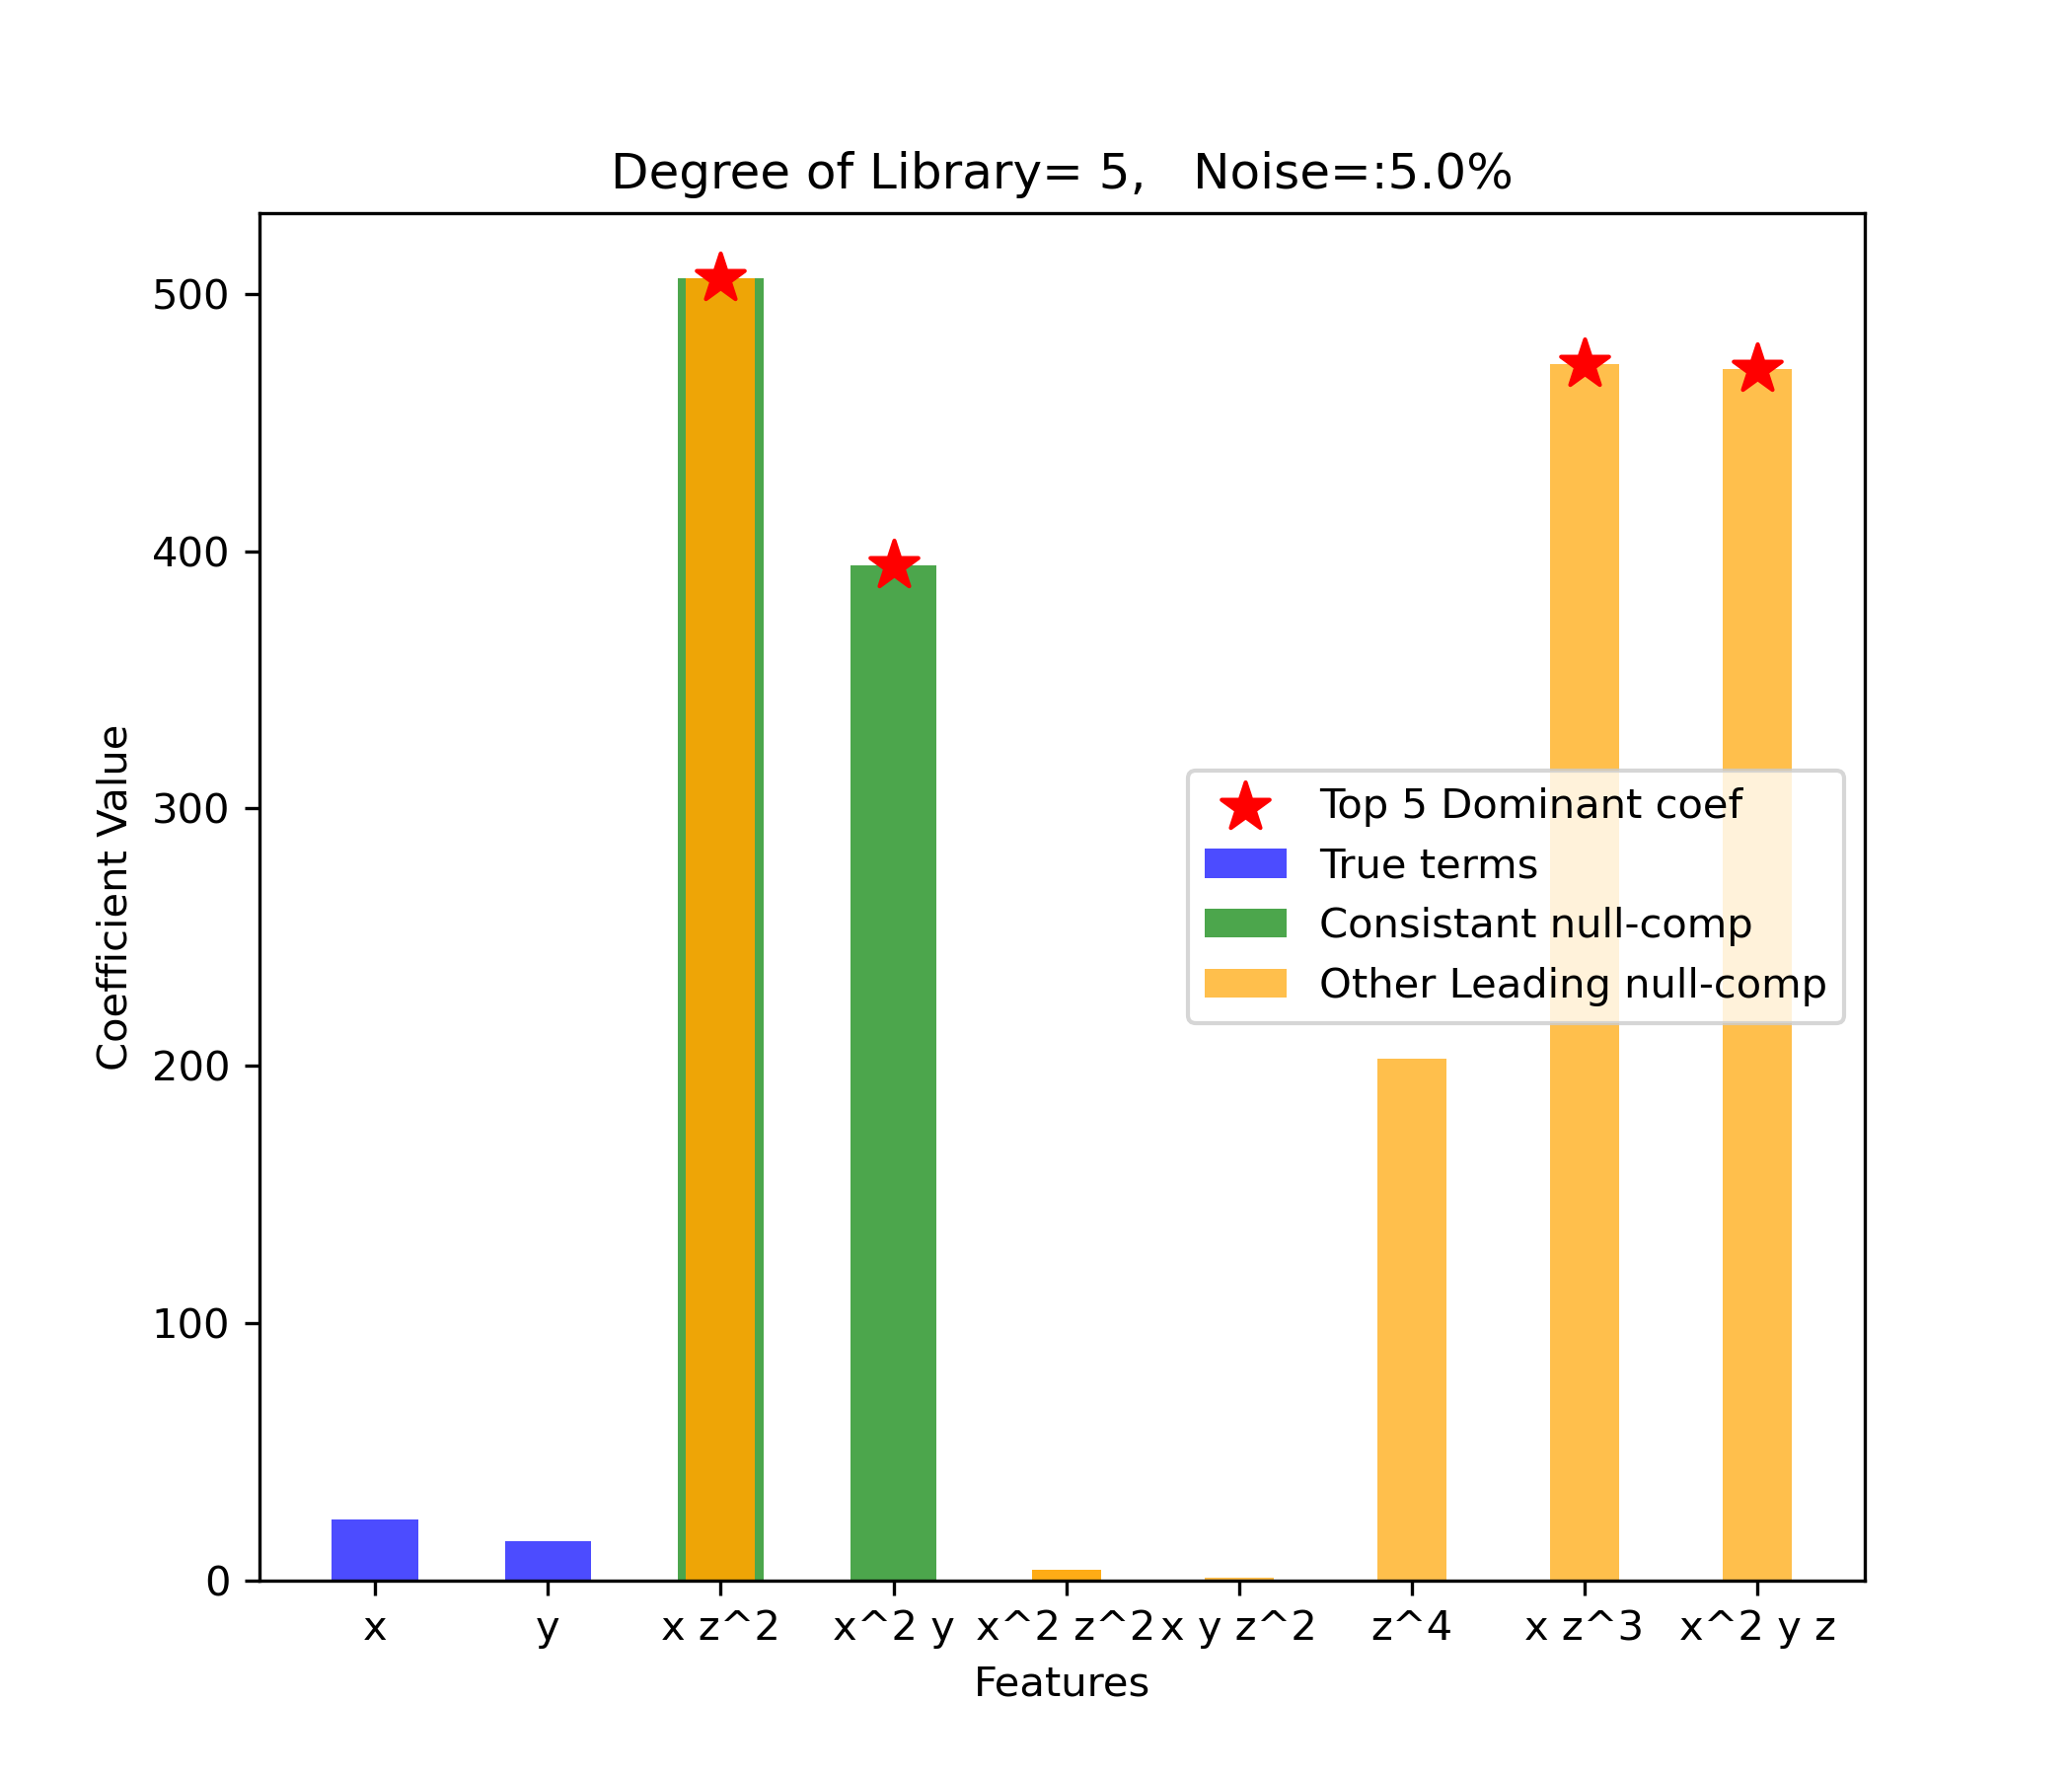 Degree of Library= 5,   Noise=:5.0%
500
400
300
200
100
0
Coefficient Value
Top 5 Dominant coef
True terms
Consistant null-comp
Other Leading null-comp
x y x z^2 x^2 y x^2 z^2 x y z^2 z^4 x z^3 x^2 y z
Features